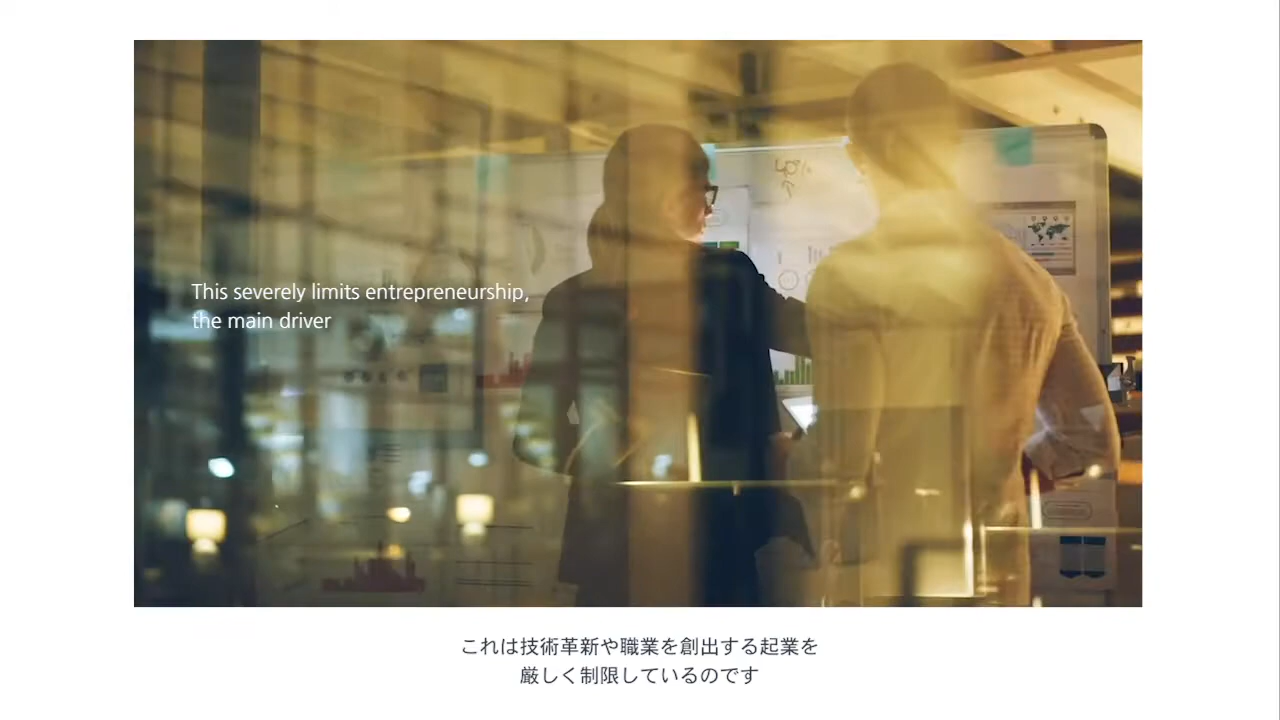 This severely limits entrepreneurship,
the main driver
これは技術革新や職業を創出する起業を
厳しく制限しているのです